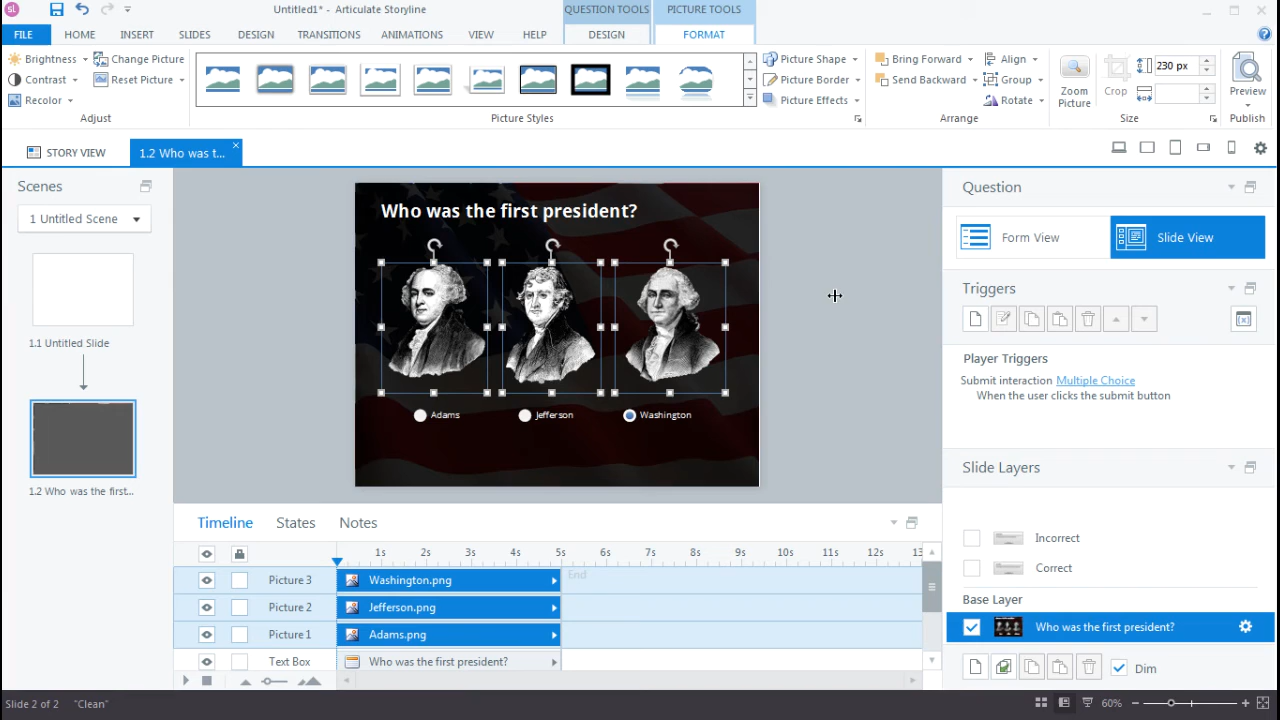 sl
Untitled1* - Articulate Storyline
QUESTION TOOLS
PICTURE TOOLS
FILE
HOME
INSERT
SLIDES
DESIGN
TRANSITIONS
ANIMATIONS
VIEW
HELP
DESIGN
FORMAT
Brightness
Change Picture
Contrast
Reset Picture
Recolor
Adjust
Picture Styles
Picture Shape
Picture Border
Picture Effects
Bring Forward
Send Backward
Align
Group
Rotate
Arrange
Zoom
Picture
Crop
230 px
Size
Preview
Publish
STORY VIEW
1.2 Who was t...
Scenes
1 Untitled Scene
1.1 Untitled Slide
1.2 Who was the first...
Who was the first president?
Adams
Jefferson
Washington
Question
Form View
Slide View
Triggers
Player Triggers
Submit interaction Multiple Choice
When the user clicks the submit button
Slide Layers
Incorrect
Correct
Base Layer
Who was the first president?
Dim
Timeline
States
Notes
1s 2s 3s 4s 5s 6s 7s 8s 9s 10s 11s 12s 13
Picture 3
Washington.png
End
Picture 2
Jefferson.png
Picture 1
Adams.png
Text Box
Who was the first president?
Slide 2 of 2
"Clean"
60%